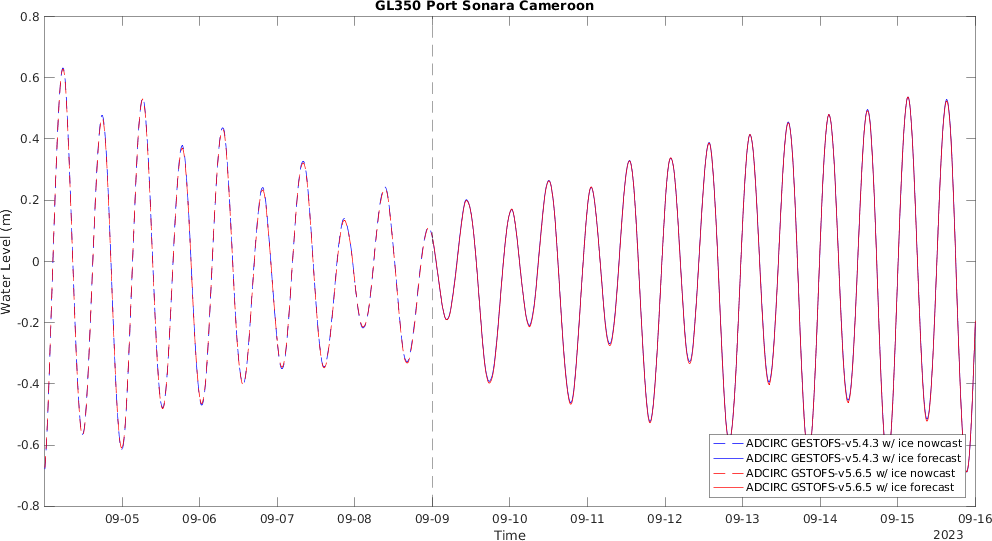 GL350 Port Sonara Cameroon
0.8
0.6
0.4
0.2
0
-0.2
-0.4
-0.6
-0.8
Water Level (m)
ADCIRC GESTOFS-v5.4.3 w/ ice nowcast
ADCIRC GESTOFS-v5.4.3 w/ ice forecast
ADCIRC GSTOFS-v5.6.5 w/ ice nowcast
ADCIRC GSTOFS-v5.6.5 w/ ice forecast
09-05 09-06 09-07 09-08 09-09 09-10 09-11 09-12 09-13 09-14 09-15 09-16
Time
2023